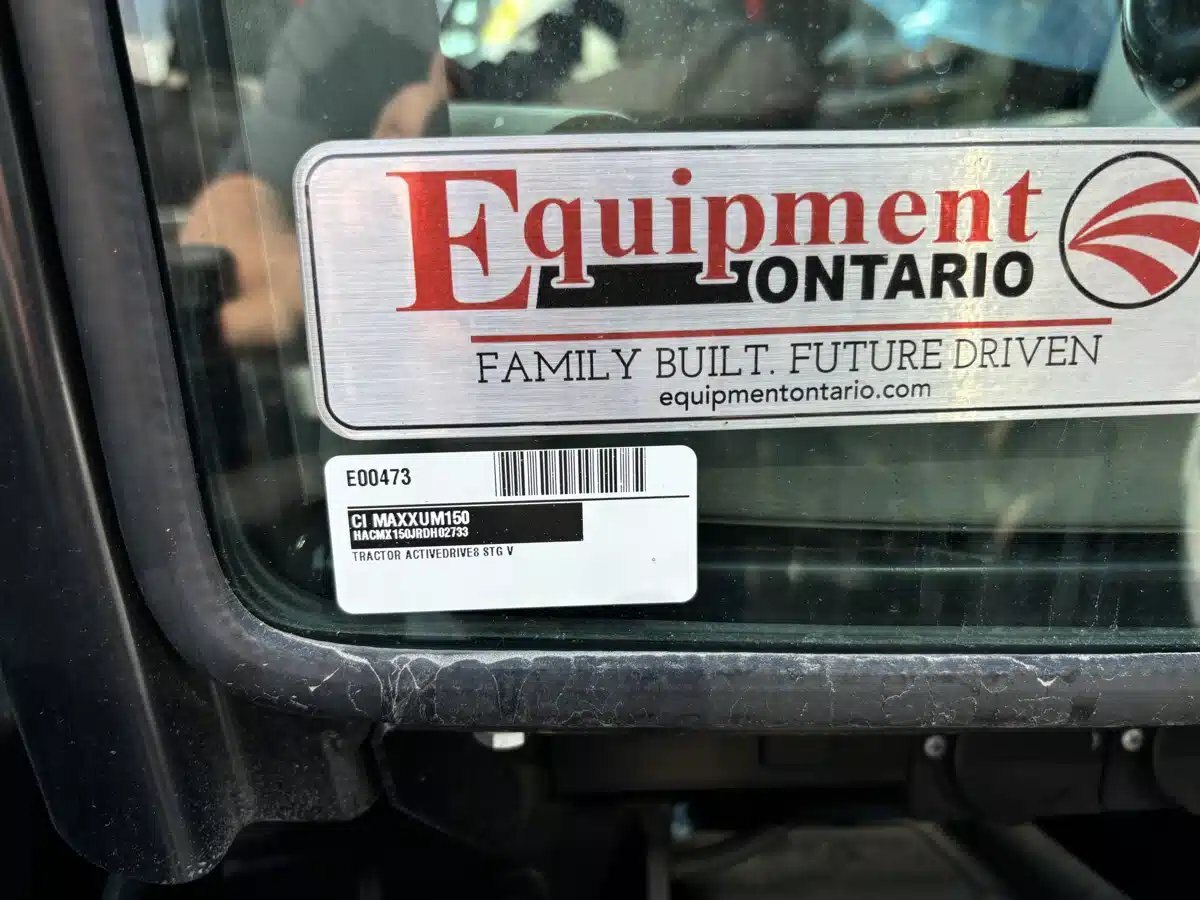 Equipment
ONTARIO
FAMILY BUILT. FUTURE DRIVEN
equipmentontario.com
E00473
CI MAXXUM150
HACMX150JRDH02733
TRACTOR ACTIVEDRIVE8 STG V